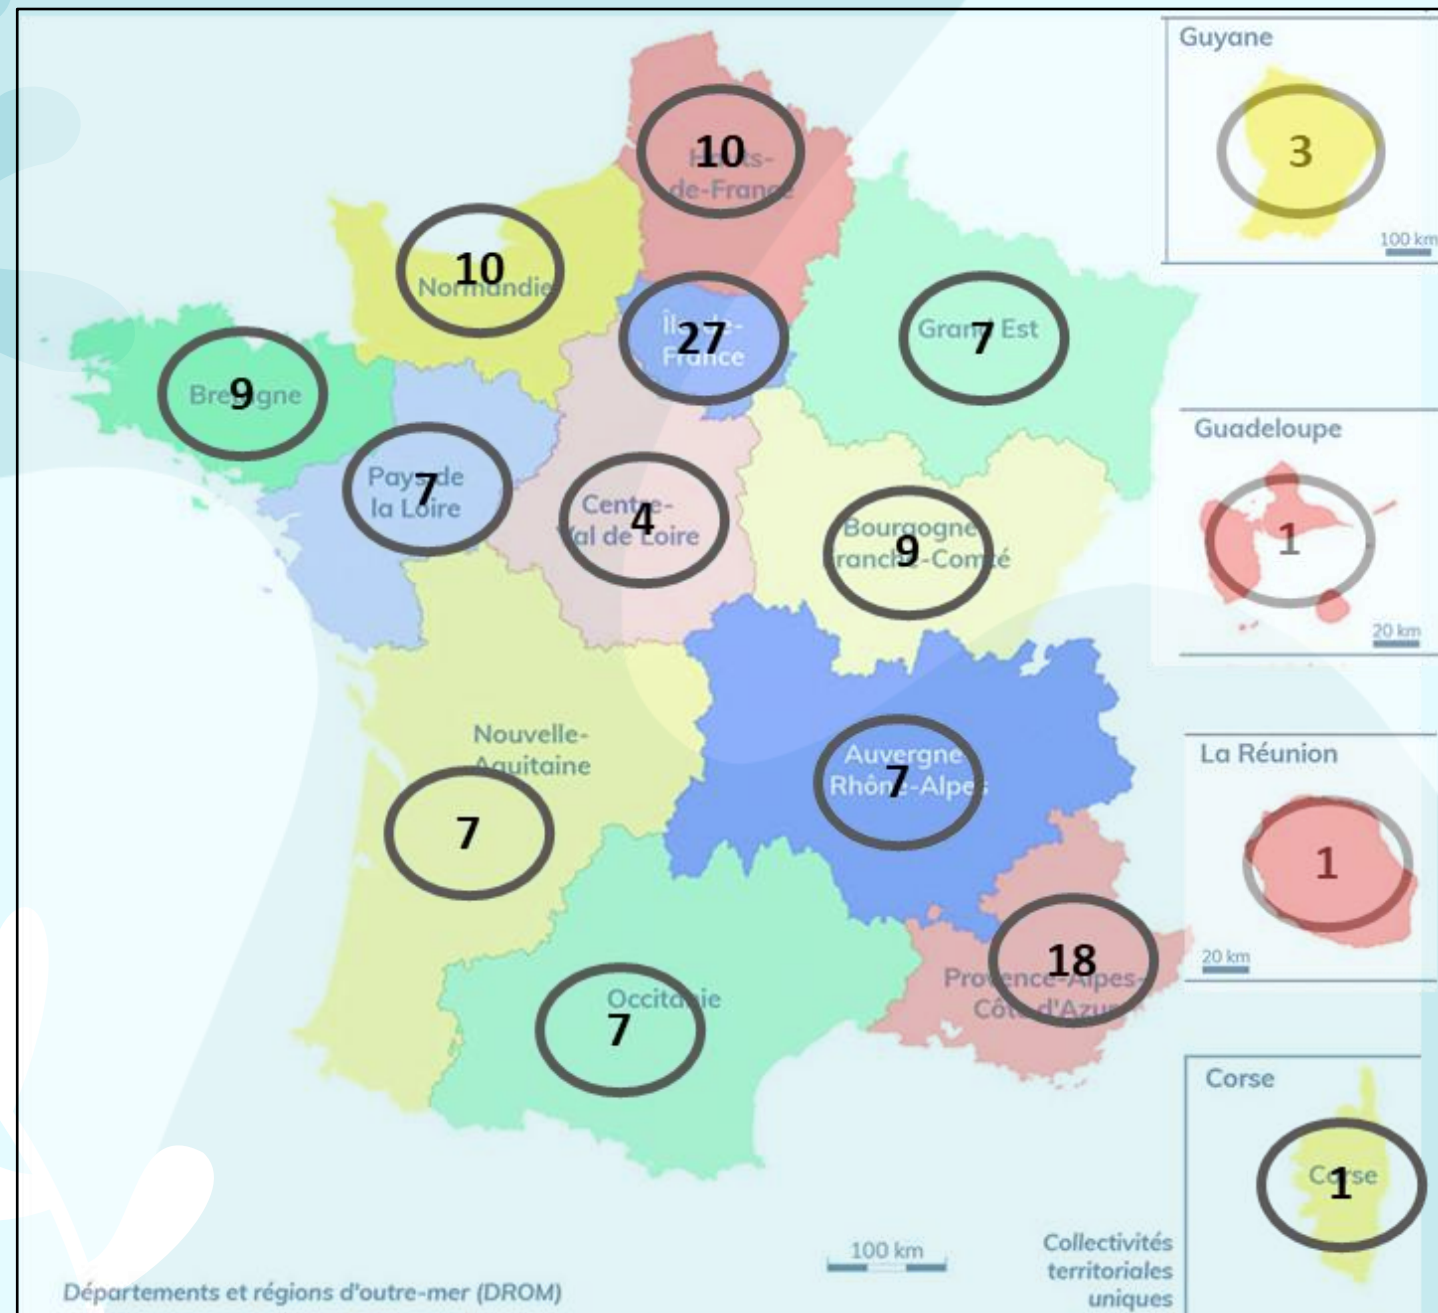 Guyane
3
100 km
10
Hauts-
de-France
10
Normandie
27
Île-de-
France
7
Grand Est
9
Bretagne
7
Pays de
la Loire
4
Centre-
Val de Loire
9
Bourgogne
Franche-Comté
Guadeloupe
1
20 km
Nouvelle-
Aquitaine
7
Auvergne
Rhône-Alpes
7
La Réunion
1
20 km
18
Provence-Alpes-
Côte d'Azur
Occitanie
7
Corse
Corse
1
100 km
Collectivités
territoriales
uniques
Départements et régions d'outre-mer (DROM)